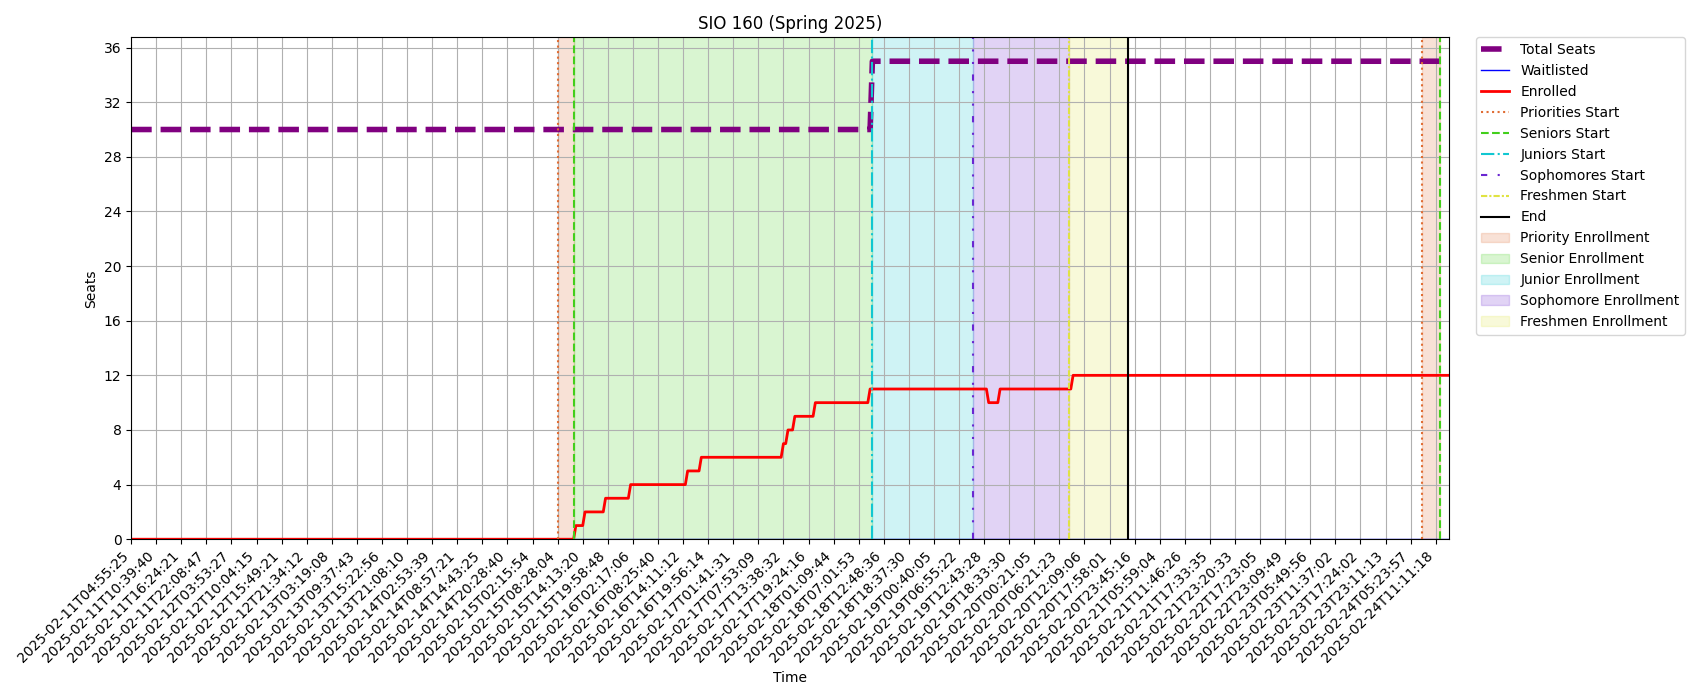 SIO 160 (Spring 2025)
Total Seats
Waitlisted
Enrolled
Priorities Start
Seniors Start
Juniors Start
Sophomores Start
Freshmen Start
End
Priority Enrollment
Senior Enrollment
Junior Enrollment
Sophomore Enrollment
Freshmen Enrollment
Seats
36
32
28
24
20
16
12
8
4
0
2025-02-11T04:55:25
2025-02-11T10:39:40
2025-02-11T16:24:21
2025-02-11T22:08:47
2025-02-12T03:53:27
2025-02-12T10:04:15
2025-02-12T15:49:21
2025-02-12T21:34:12
2025-02-13T03:19:08
2025-02-13T09:37:43
2025-02-13T15:22:56
2025-02-13T21:08:10
2025-02-14T02:53:39
2025-02-14T08:57:21
2025-02-14T14:43:25
2025-02-14T20:28:40
2025-02-15T02:15:54
2025-02-15T08:28:04
2025-02-15T14:13:20
2025-02-15T19:58:48
2025-02-16T02:17:06
2025-02-16T08:25:40
2025-02-16T14:11:12
2025-02-16T19:56:14
2025-02-17T01:41:31
2025-02-17T07:53:09
2025-02-17T13:38:32
2025-02-17T19:24:16
2025-02-18T01:09:44
2025-02-18T07:01:53
2025-02-18T12:48:36
2025-02-18T18:37:30
2025-02-19T00:40:05
2025-02-19T06:55:22
2025-02-19T12:43:28
2025-02-19T18:33:30
2025-02-20T00:21:05
2025-02-20T06:21:23
2025-02-20T12:09:06
2025-02-20T17:58:01
2025-02-20T23:45:16
2025-02-21T05:59:04
2025-02-21T11:46:26
2025-02-21T17:33:35
2025-02-21T23:20:33
2025-02-22T17:23:05
2025-02-22T23:09:49
2025-02-23T05:49:56
2025-02-23T11:37:02
2025-02-23T17:24:02
2025-02-23T23:11:13
2025-02-24T05:23:57
2025-02-24T11:11:18
Time